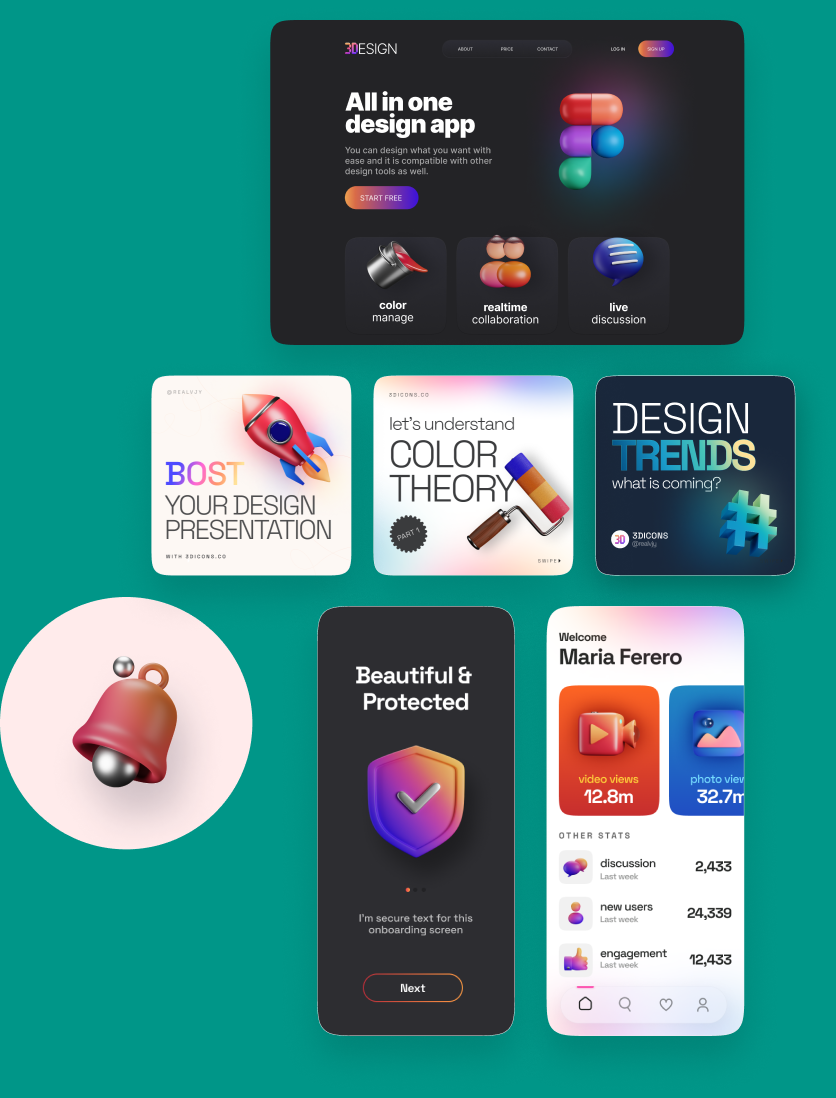 3DESIGN
ABOUT PRICE CONTACT
LOG IN
SIGN UP
All in one
design app
You can design what you want with
ease and it is compatible with other
design tools as well.
START FREE
color
manage
realtime
collaboration
live
discussion
@REALVJY
BOST
YOUR DESIGN
PRESENTATION
WITH 3DICONS.CO
3DICONS.CO
let's understand
COLOR
THEORY
PART 1
SWIPE
DESIGN
TRENDS
what is coming?
#
3D
3DICONS
@realvjy
Beautiful &
Protected
I'm secure text for this
onboarding screen
Next
Welcome
Maria Ferero
video views
12.8m
photo view
32.7m
OTHER STATS
discussion
Last week
2,433
new users
Last week
24,339
engagement
Last week
12,433